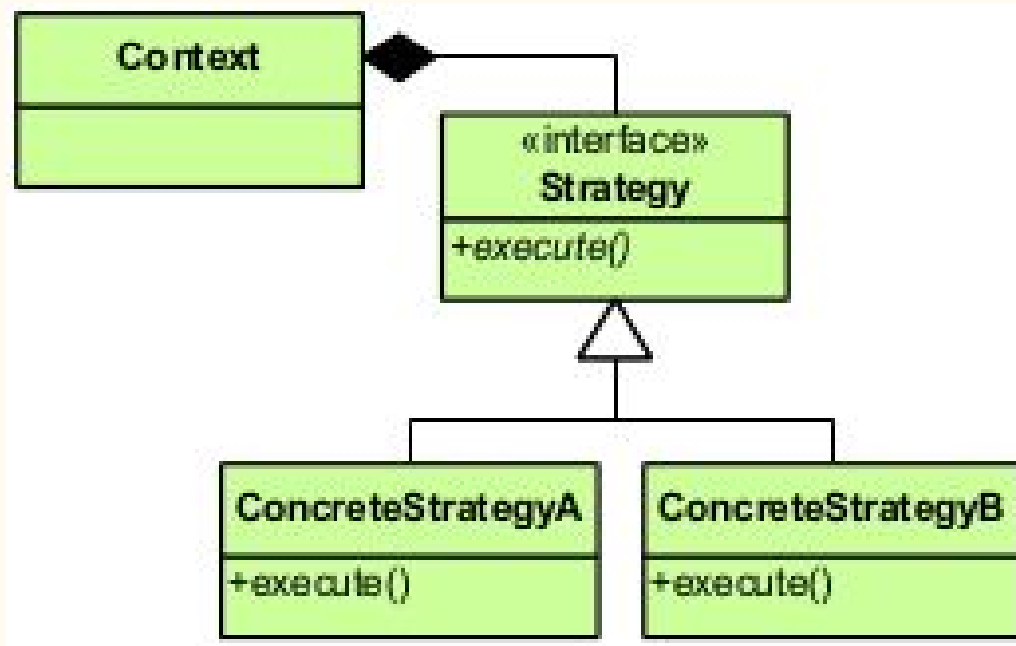 Context
«interface»
Strategy
+execute()
ConcreteStrategyA
+execute()
ConcreteStrategyB
+execute()